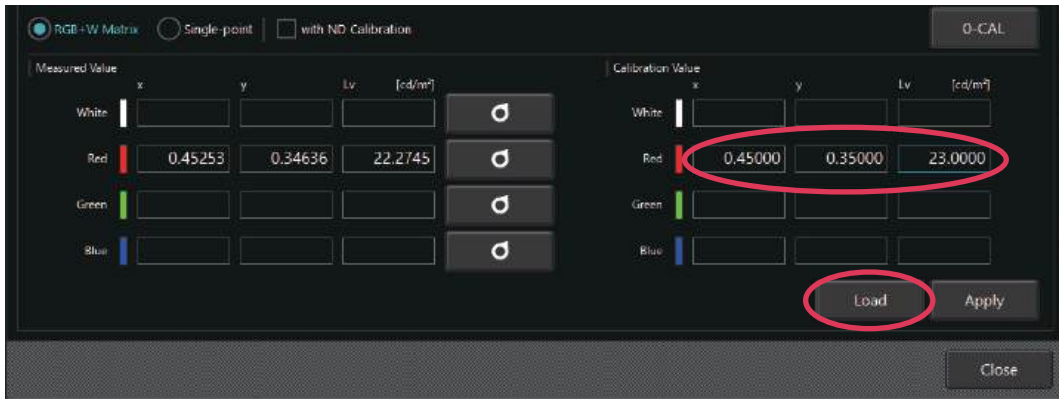 RGB+W Matrix Single-point with ND Calibration 0-CAL
Measured Value Calibration Value
x y Lv [cd/m²] x y Lv [cd/m²]
White White
Red 0.45253 0.34636 22.2745 Red 0.45000 0.35000 23.0000
Green Green
Blue Blue
Load Apply
Close